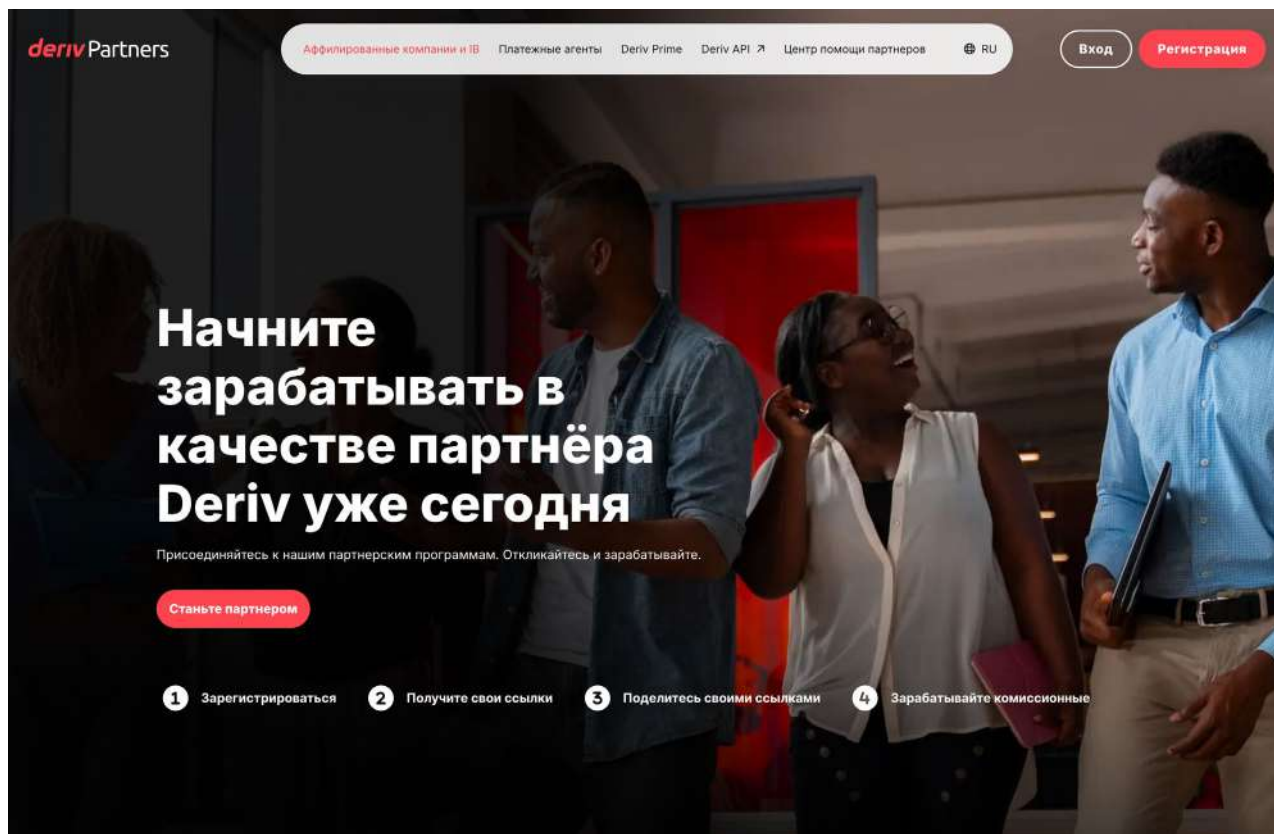 deriv Partners
Аффилированные компании и IB Платежные агенты Deriv Prime Deriv API ↗ Центр помощи партнеров RU
Вход Регистрация
Начните
зарабатывать в
качестве партнёра
Deriv уже сегодня
Присоединяйтесь к нашим партнерским программам. Откликайтесь и зарабатывайте.
Станьте партнером
1 Зарегистрироваться 2 Получите свои ссылки 3 Поделитесь своими ссылками 4 Зарабатывайте комиссионные